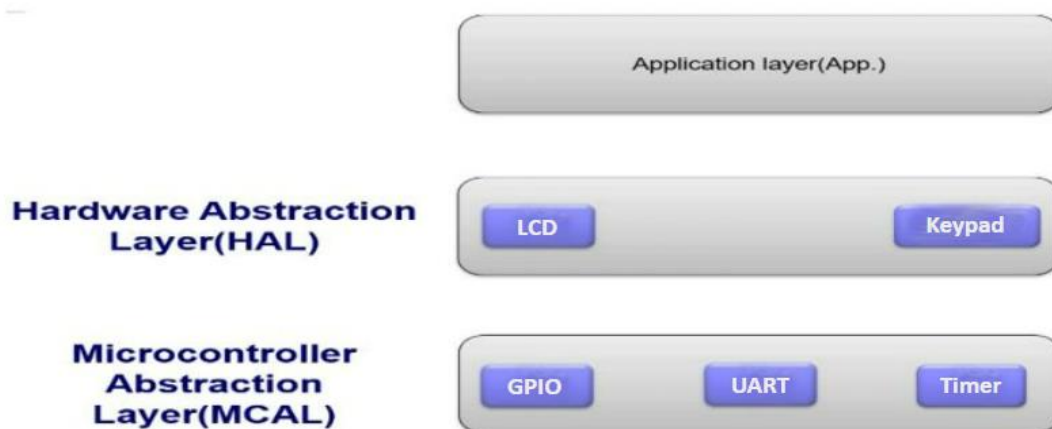 Application layer(App.)
Hardware Abstraction
Layer(HAL)
LCD
Keypad
Microcontroller
Abstraction
Layer(MCAL)
GPIO
UART
Timer